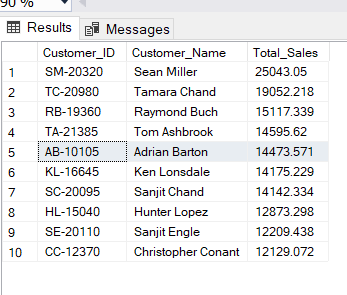 90 %
Results Messages
Customer_ID Customer_Name Total_Sales
1 SM-20320 Sean Miller 25043.05
2 TC-20980 Tamara Chand 19052.218
3 RB-19360 Raymond Buch 15117.339
4 TA-21385 Tom Ashbrook 14595.62
5 AB-10105 Adrian Barton 14473.571
6 KL-16645 Ken Lonsdale 14175.229
7 SC-20095 Sanjit Chand 14142.334
8 HL-15040 Hunter Lopez 12873.298
9 SE-20110 Sanjit Engle 12209.438
10 CC-12370 Christopher Conant 12129.072